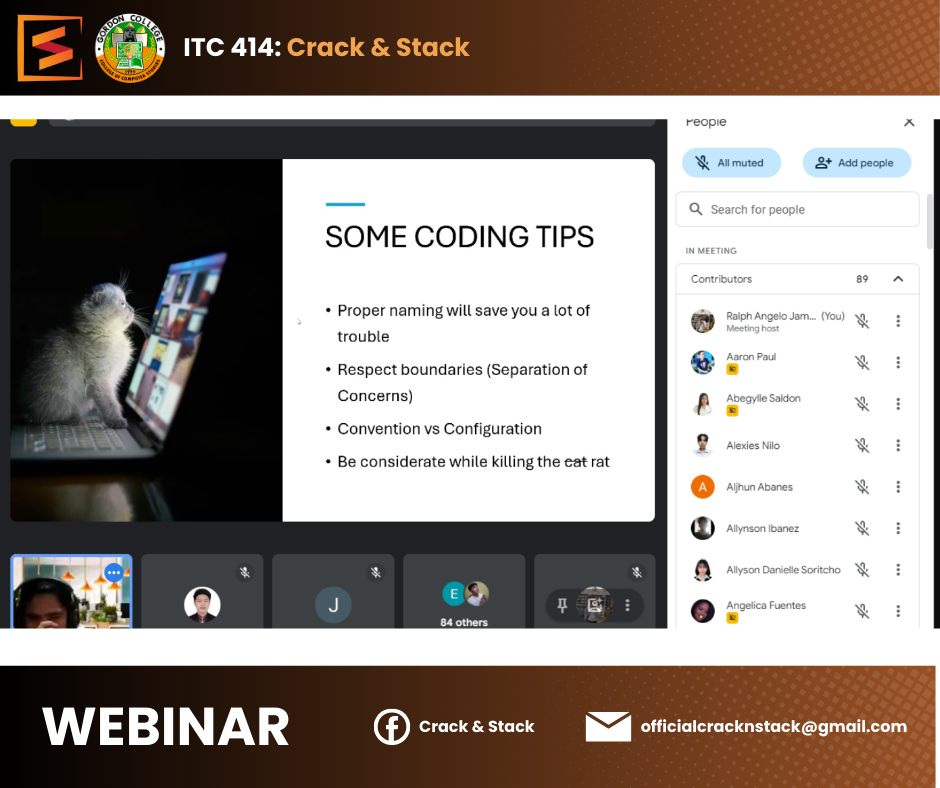 GORDON COLLEGE
COLLEGE OF COMPUTER STUDIES
1999
ITC 414: Crack & Stack
SOME CODING TIPS
• Proper naming will save you a lot of
trouble
• Respect boundaries (Separation of
Concerns)
• Convention vs Configuration
• Be considerate while killing the cat rat
J
E
84 others
People
All muted
Add people
Search for people
IN MEETING
Contributors
89
Ralph Angelo Jam... (You)
Meeting host
Aaron Paul
Abegylle Saldon
Alexies Nilo
A
Aljhun Abanes
Allynson Ibanez
Allyson Danielle Soritcho
Angelica Fuentes
WEBINAR
Crack & Stack
officialcracknstack@gmail.com